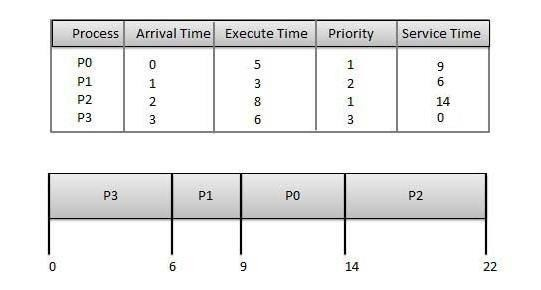 Process Arrival Time Execute Time Priority Service Time
P0 0 5 1 9
P1 1 3 2 6
P2 2 8 1 14
P3 3 6 3 0
P3 P1 P0 P2
0 6 9 14 22